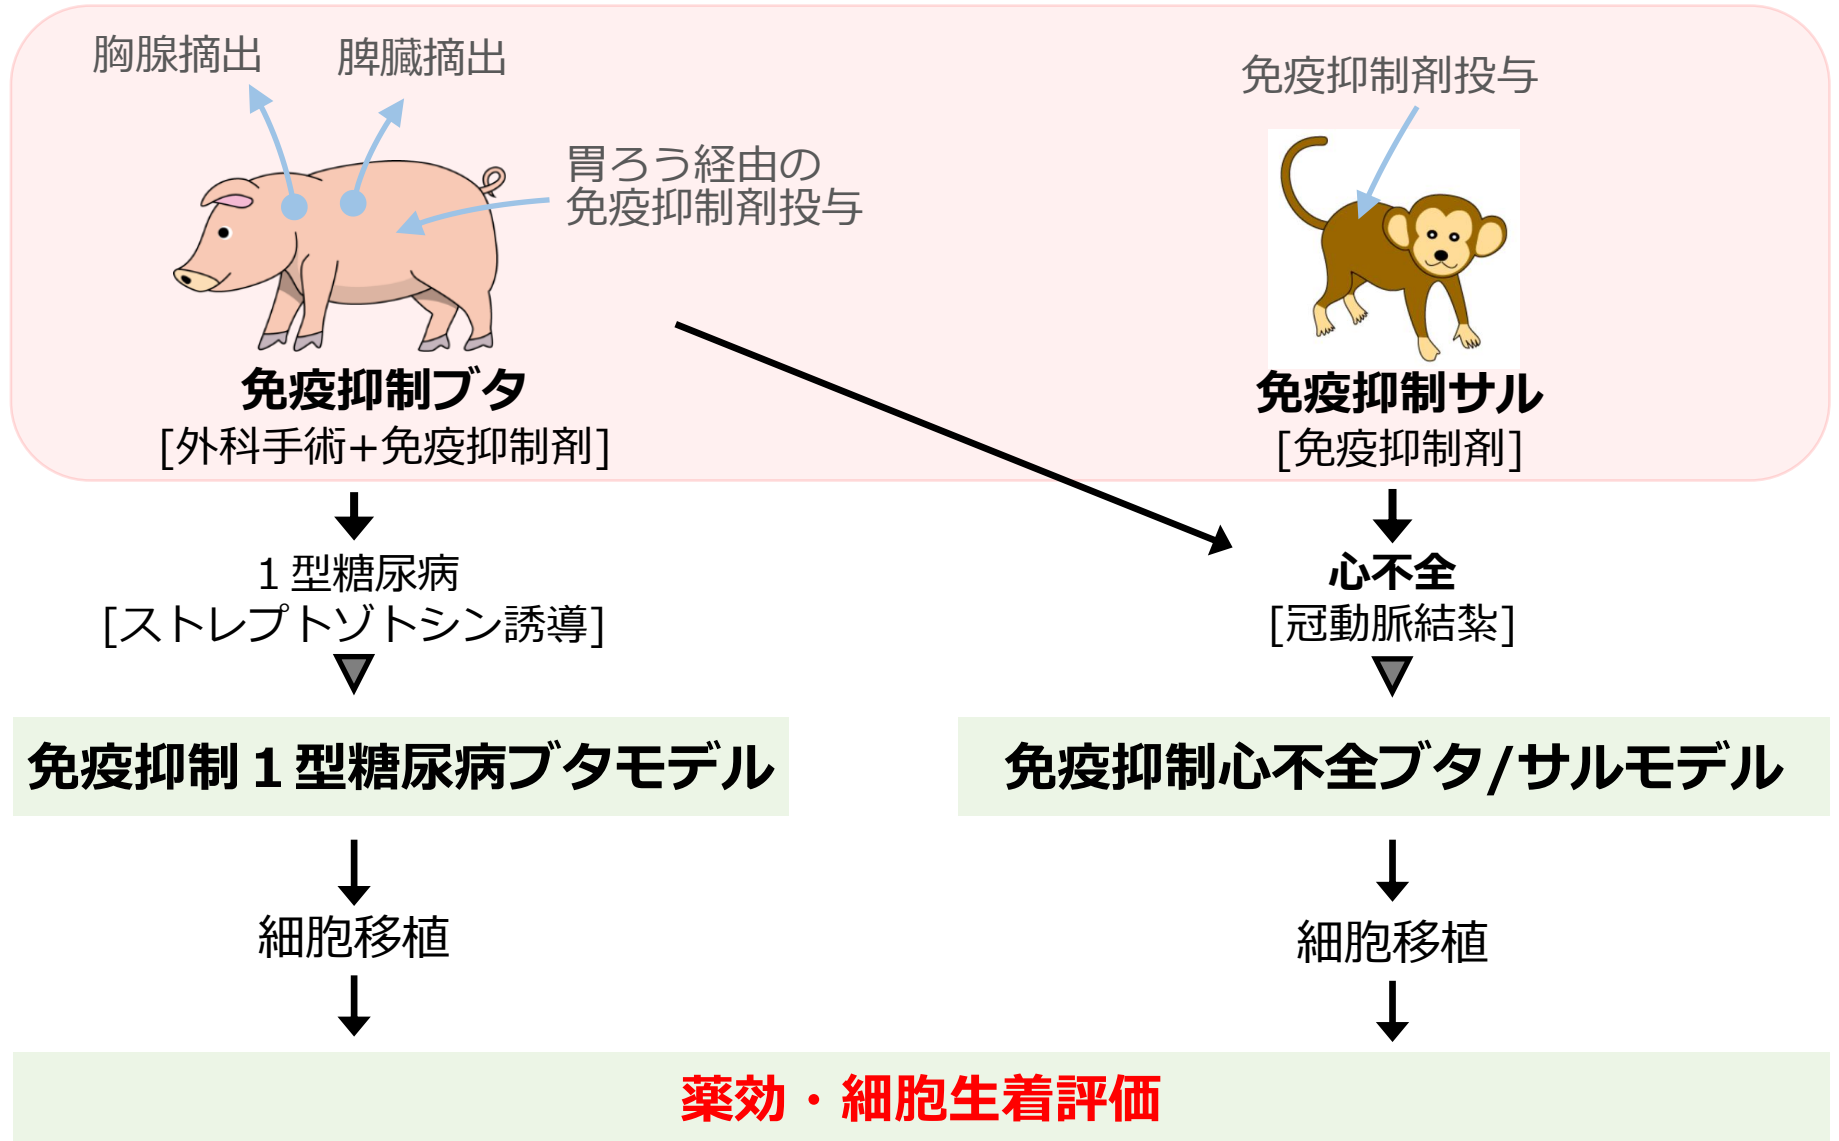 胸腺摘出
脾臓摘出
胃ろう経由の
免疫抑制剤投与
免疫抑制剤投与
免疫抑制ブタ
[外科手術+免疫抑制剤]
免疫抑制サル
[免疫抑制剤]
１型糖尿病
[ストレプトゾトシン誘導]
心不全
[冠動脈結紮]
免疫抑制１型糖尿病ブタモデル
免疫抑制心不全ブタ/サルモデル
細胞移植
細胞移植
薬効・細胞生着評価